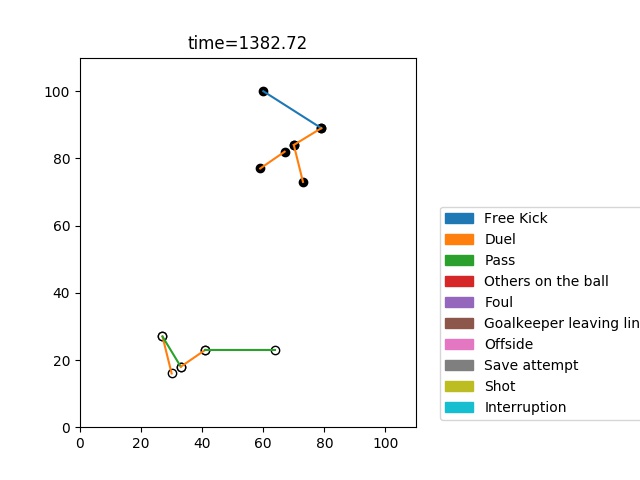 time=1382.72
100
80
60
40
20
0
0 20 40 60 80 100
Free Kick
Duel
Pass
Others on the ball
Foul
Goalkeeper leaving lin
Offside
Save attempt
Shot
Interruption